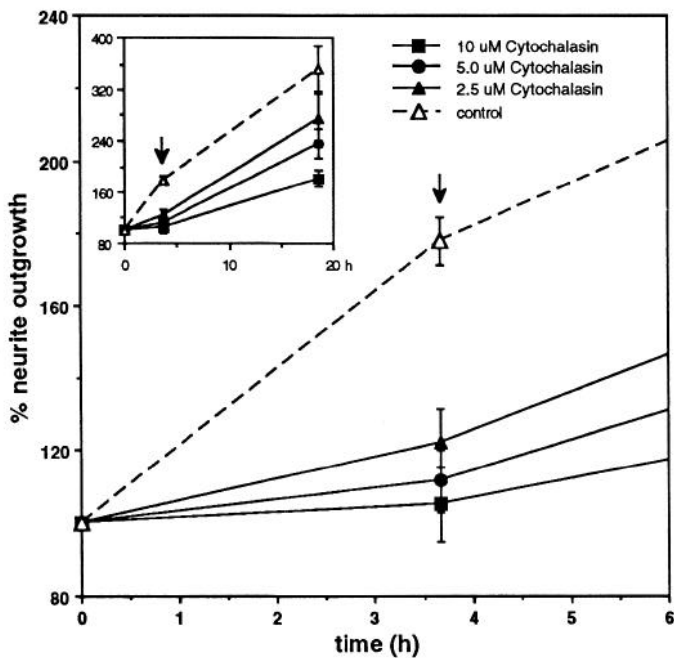 400
320
240
160
80
0
10
20 h
10 uM Cytochalasin
5.0 uM Cytochalasin
2.5 uM Cytochalasin
control
240
200
160
120
80
% neurite outgrowth
0 1 2 3 4 5 6
time (h)